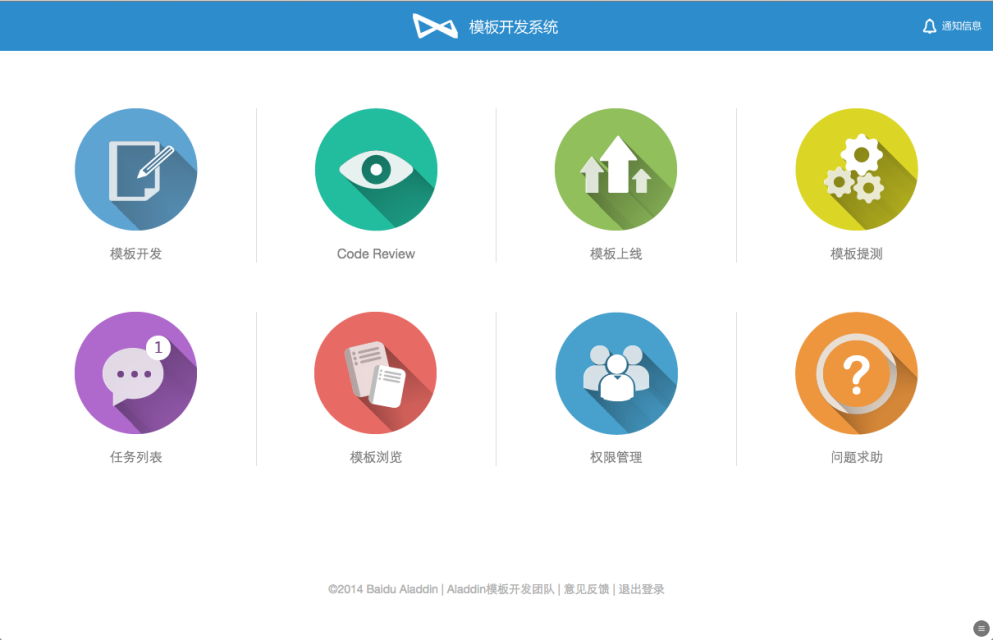 模板开发系统
通知信息
模板开发
Code Review
模板上线
模板提测
1
任务列表
模板浏览
权限管理
问题求助
©2014 Baidu Aladdin | Aladdin模板开发团队 | 意见反馈 | 退出登录